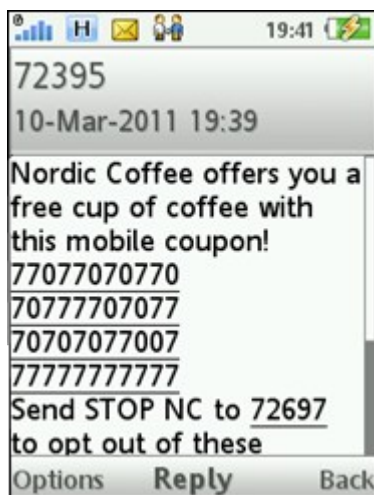 H 19:41
72395
10-Mar-2011 19:39
Nordic Coffee offers you a
free cup of coffee with
this mobile coupon!
77077070770
70777707077
70707077007
77777777777
Send STOP NC to 72697
to opt out of these
Options Reply Back